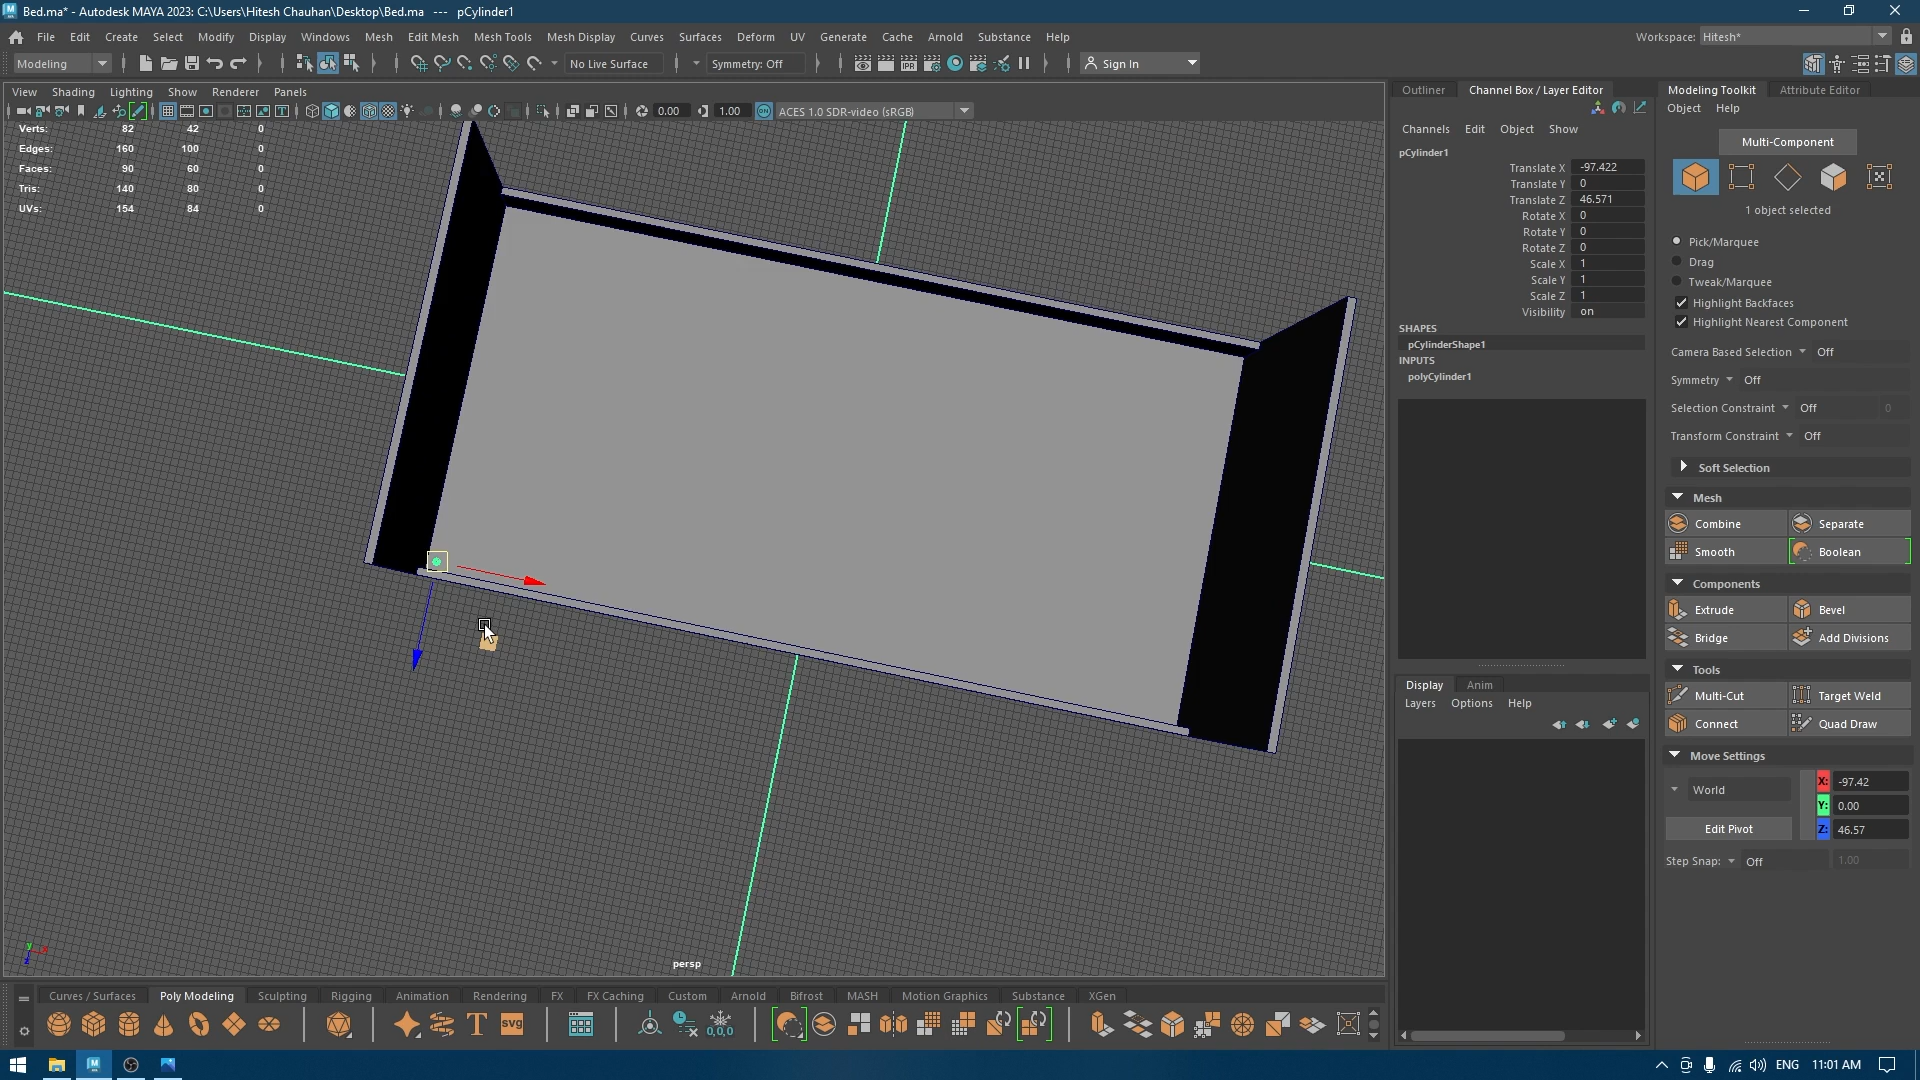 Bed.ma* - Autodesk MAYA 2023: C:\Users\Hitesh Chauhan\Desktop\Bed.ma --- pCylinder1
File Edit Create Select Modify Display Windows Mesh Edit Mesh Mesh Tools Mesh Display Curves Surfaces Deform UV Generate Cache Arnold Substance Help
Workspace: Hitesh*
Modeling
No Live Surface
Symmetry: Off
Sign In
View Shading Lighting Show Renderer Panels
0.00
1.00
ACES 1.0 SDR-video (sRGB)
Verts: 82 42 0
Edges: 160 100 0
Faces: 90 60 0
Tris: 140 80 0
UVs: 154 84 0
persp
Outliner
Channel Box / Layer Editor
Channels Edit Object Show
pCylinder1
Translate X -97.422
Translate Y 0
Translate Z 46.571
Rotate X 0
Rotate Y 0
Rotate Z 0
Scale X 1
Scale Y 1
Scale Z 1
Visibility on
SHAPES
pCylinderShape1
INPUTS
polyCylinder1
Display Anim
Layers Options Help
Modeling Toolkit
Attribute Editor
Object Help
Multi-Component
1 object selected
Pick/Marquee
Drag
Tweak/Marquee
Highlight Backfaces
Highlight Nearest Component
Camera Based Selection Off
Symmetry Off
Selection Constraint Off 0
Transform Constraint Off
Soft Selection
Mesh
Combine Separate
Smooth Boolean
Components
Extrude Bevel
Bridge Add Divisions
Tools
Multi-Cut Target Weld
Connect Quad Draw
Move Settings
World
X: -97.42
Y: 0.00
Z: 46.57
Edit Pivot
Step Snap: Off 1.00
Curves / Surfaces Poly Modeling Sculpting Rigging Animation Rendering FX FX Caching Custom Arnold Bifrost MASH Motion Graphics Substance XGen
SVG
0,0,0
ENG 11:01 AM